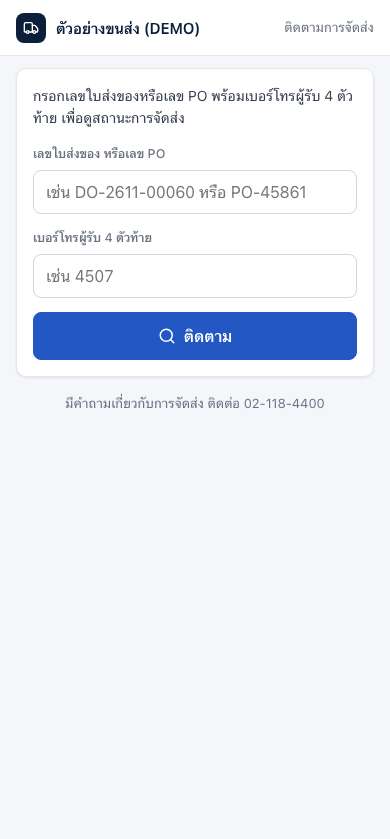 ตัวอย่างขนส่ง (DEMO)
ติดตามการจัดส่ง
กรอกเลขใบส่งของหรือเลข PO พร้อมเบอร์โทรผู้รับ 4 ตัว
ท้าย เพื่อดูสถานะการจัดส่ง
เลขใบส่งของ หรือเลข PO
เช่น DO-2611-00060 หรือ PO-45861
เบอร์โทรผู้รับ 4 ตัวท้าย
เช่น 4507
ติดตาม
มีคำถามเกี่ยวกับการจัดส่ง ติดต่อ 02-118-4400